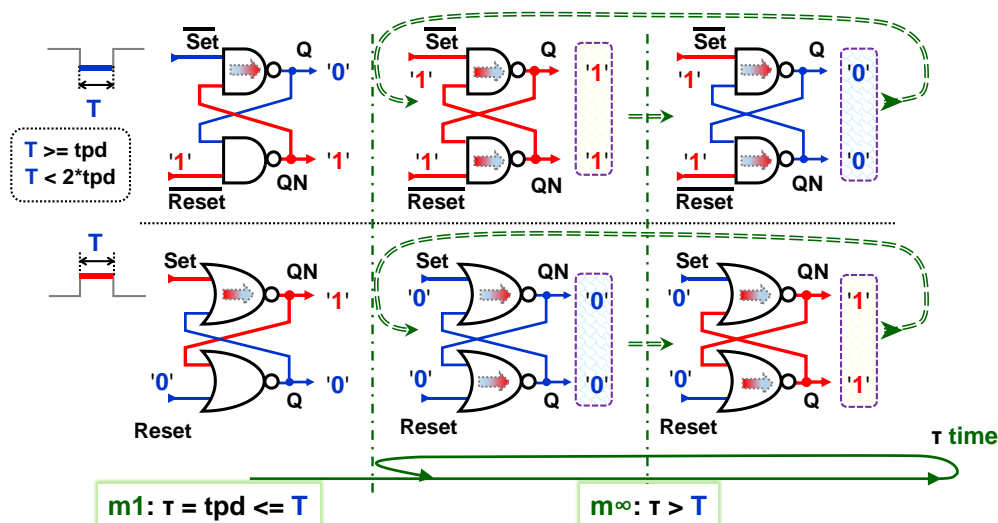 Set
Q
'0'
T
'1'
'1'
Reset
T >= tpd
T < 2*tpd
Set
Q
'1'
'1'
'1'
'1'
QN
Reset
Set
Q
'1'
'0'
'1'
'0'
QN
Reset
T
Set
QN
'1'
'0'
'0'
Q
Reset
Set
QN
'0'
'0'
'0'
'0'
Q
Reset
Set
QN
'0'
'1'
'0'
'1'
Q
Reset
τ time
m1: τ = tpd <= T
m∞: τ > T